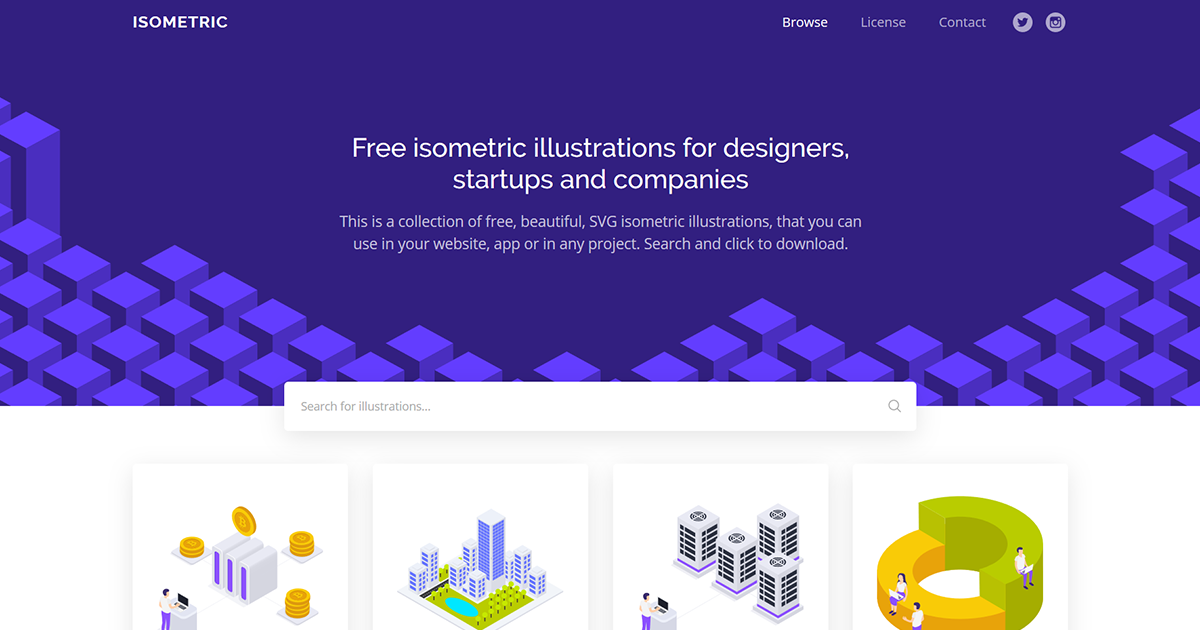 ISOMETRIC
Browse License Contact
Free isometric illustrations for designers,
startups and companies
This is a collection of free, beautiful, SVG isometric illustrations, that you can
use in your website, app or in any project. Search and click to download.
Search for illustrations...